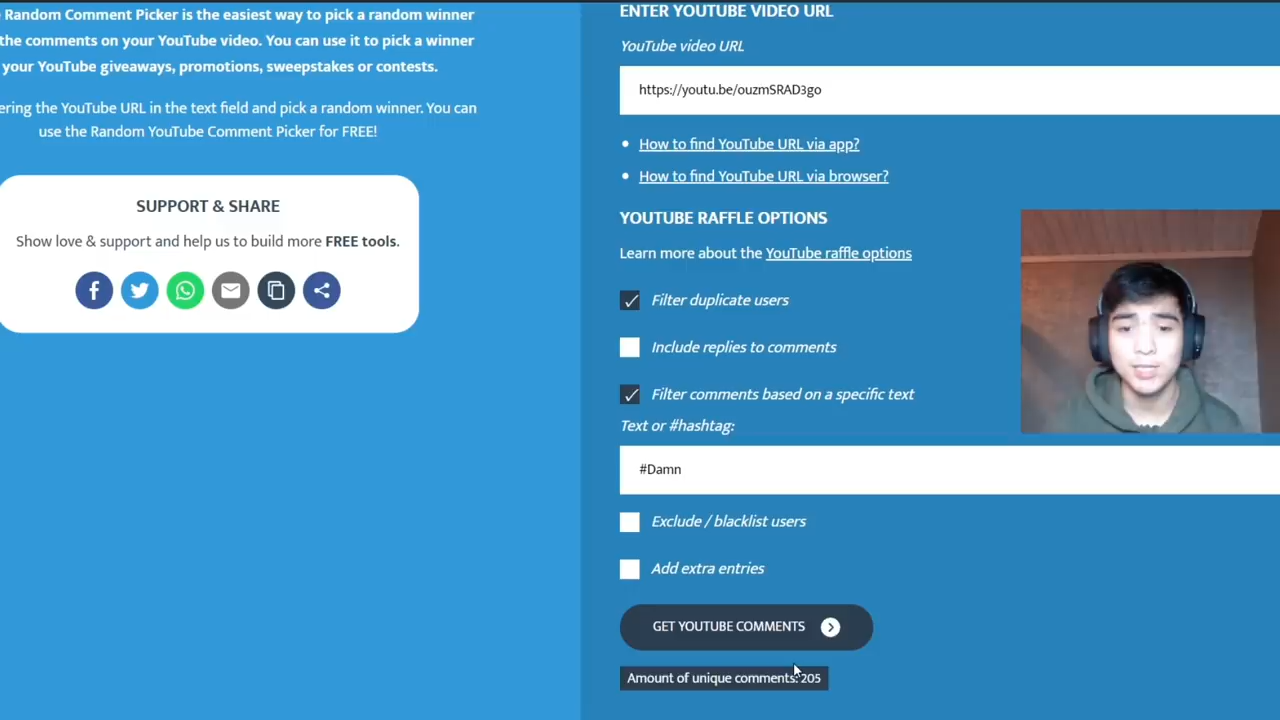 Random Comment Picker is the easiest way to pick a random winner
the comments on your YouTube video. You can use it to pick a winner
your YouTube giveaways, promotions, sweepstakes or contests.
ering the YouTube URL in the text field and pick a random winner. You can
use the Random YouTube Comment Picker for FREE!
SUPPORT & SHARE
Show love & support and help us to build more FREE tools.
ENTER YOUTUBE VIDEO URL
YouTube video URL
https://youtu.be/ouzmSRAD3go
How to find YouTube URL via app?
How to find YouTube URL via browser?
YOUTUBE RAFFLE OPTIONS
Learn more about the YouTube raffle options
Filter duplicate users
Include replies to comments
Filter comments based on a specific text
Text or #hashtag:
#Damn
Exclude / blacklist users
Add extra entries
GET YOUTUBE COMMENTS
Amount of unique comments: 205